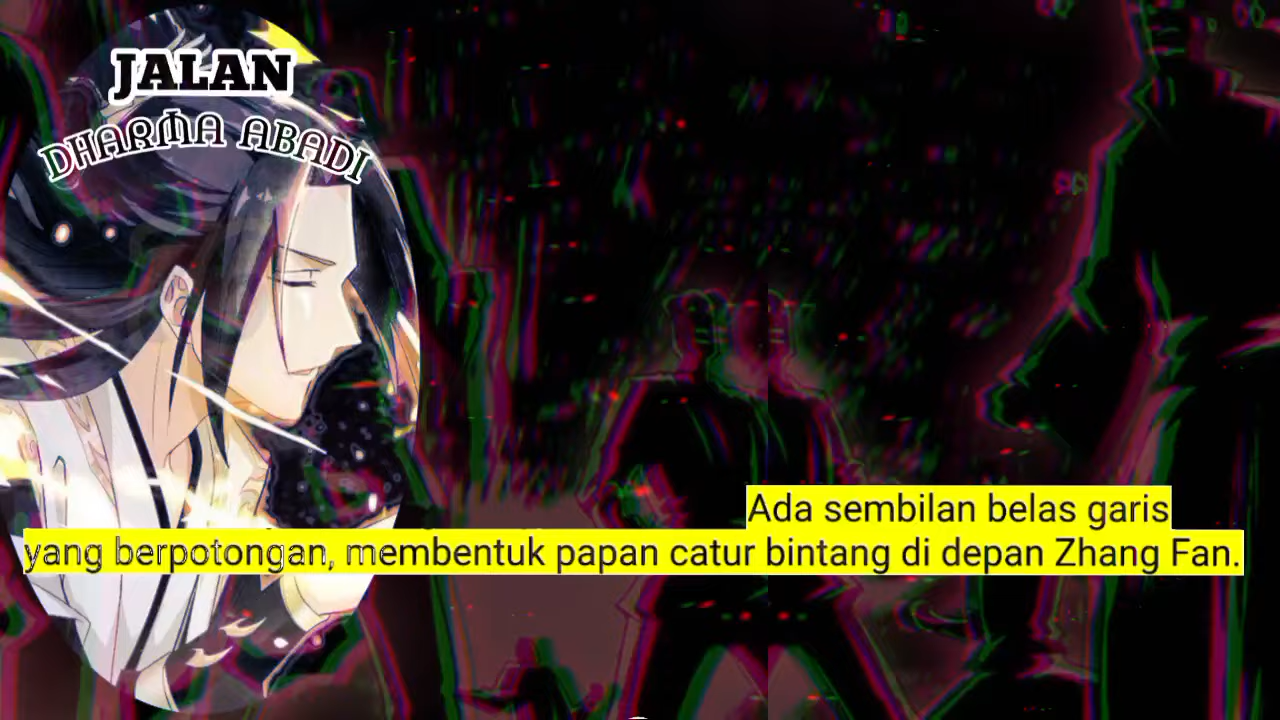 JALAN
DHARMA ABADI
Ada sembilan belas garis
yang berpotongan, membentuk papan catur bintang di depan Zhang Fan.